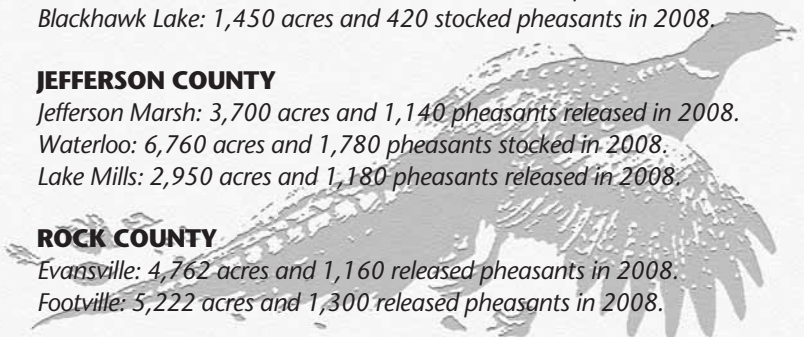 Blackhawk Lake: 1,450 acres and 420 stocked pheasants in 2008.
JEFFERSON COUNTY
Jefferson Marsh: 3,700 acres and 1,140 pheasants released in 2008.
Waterloo: 6,760 acres and 1,780 pheasants stocked in 2008.
Lake Mills: 2,950 acres and 1,180 pheasants released in 2008.
ROCK COUNTY
Evansville: 4,762 acres and 1,160 released pheasants in 2008.
Footville: 5,222 acres and 1,300 released pheasants in 2008.